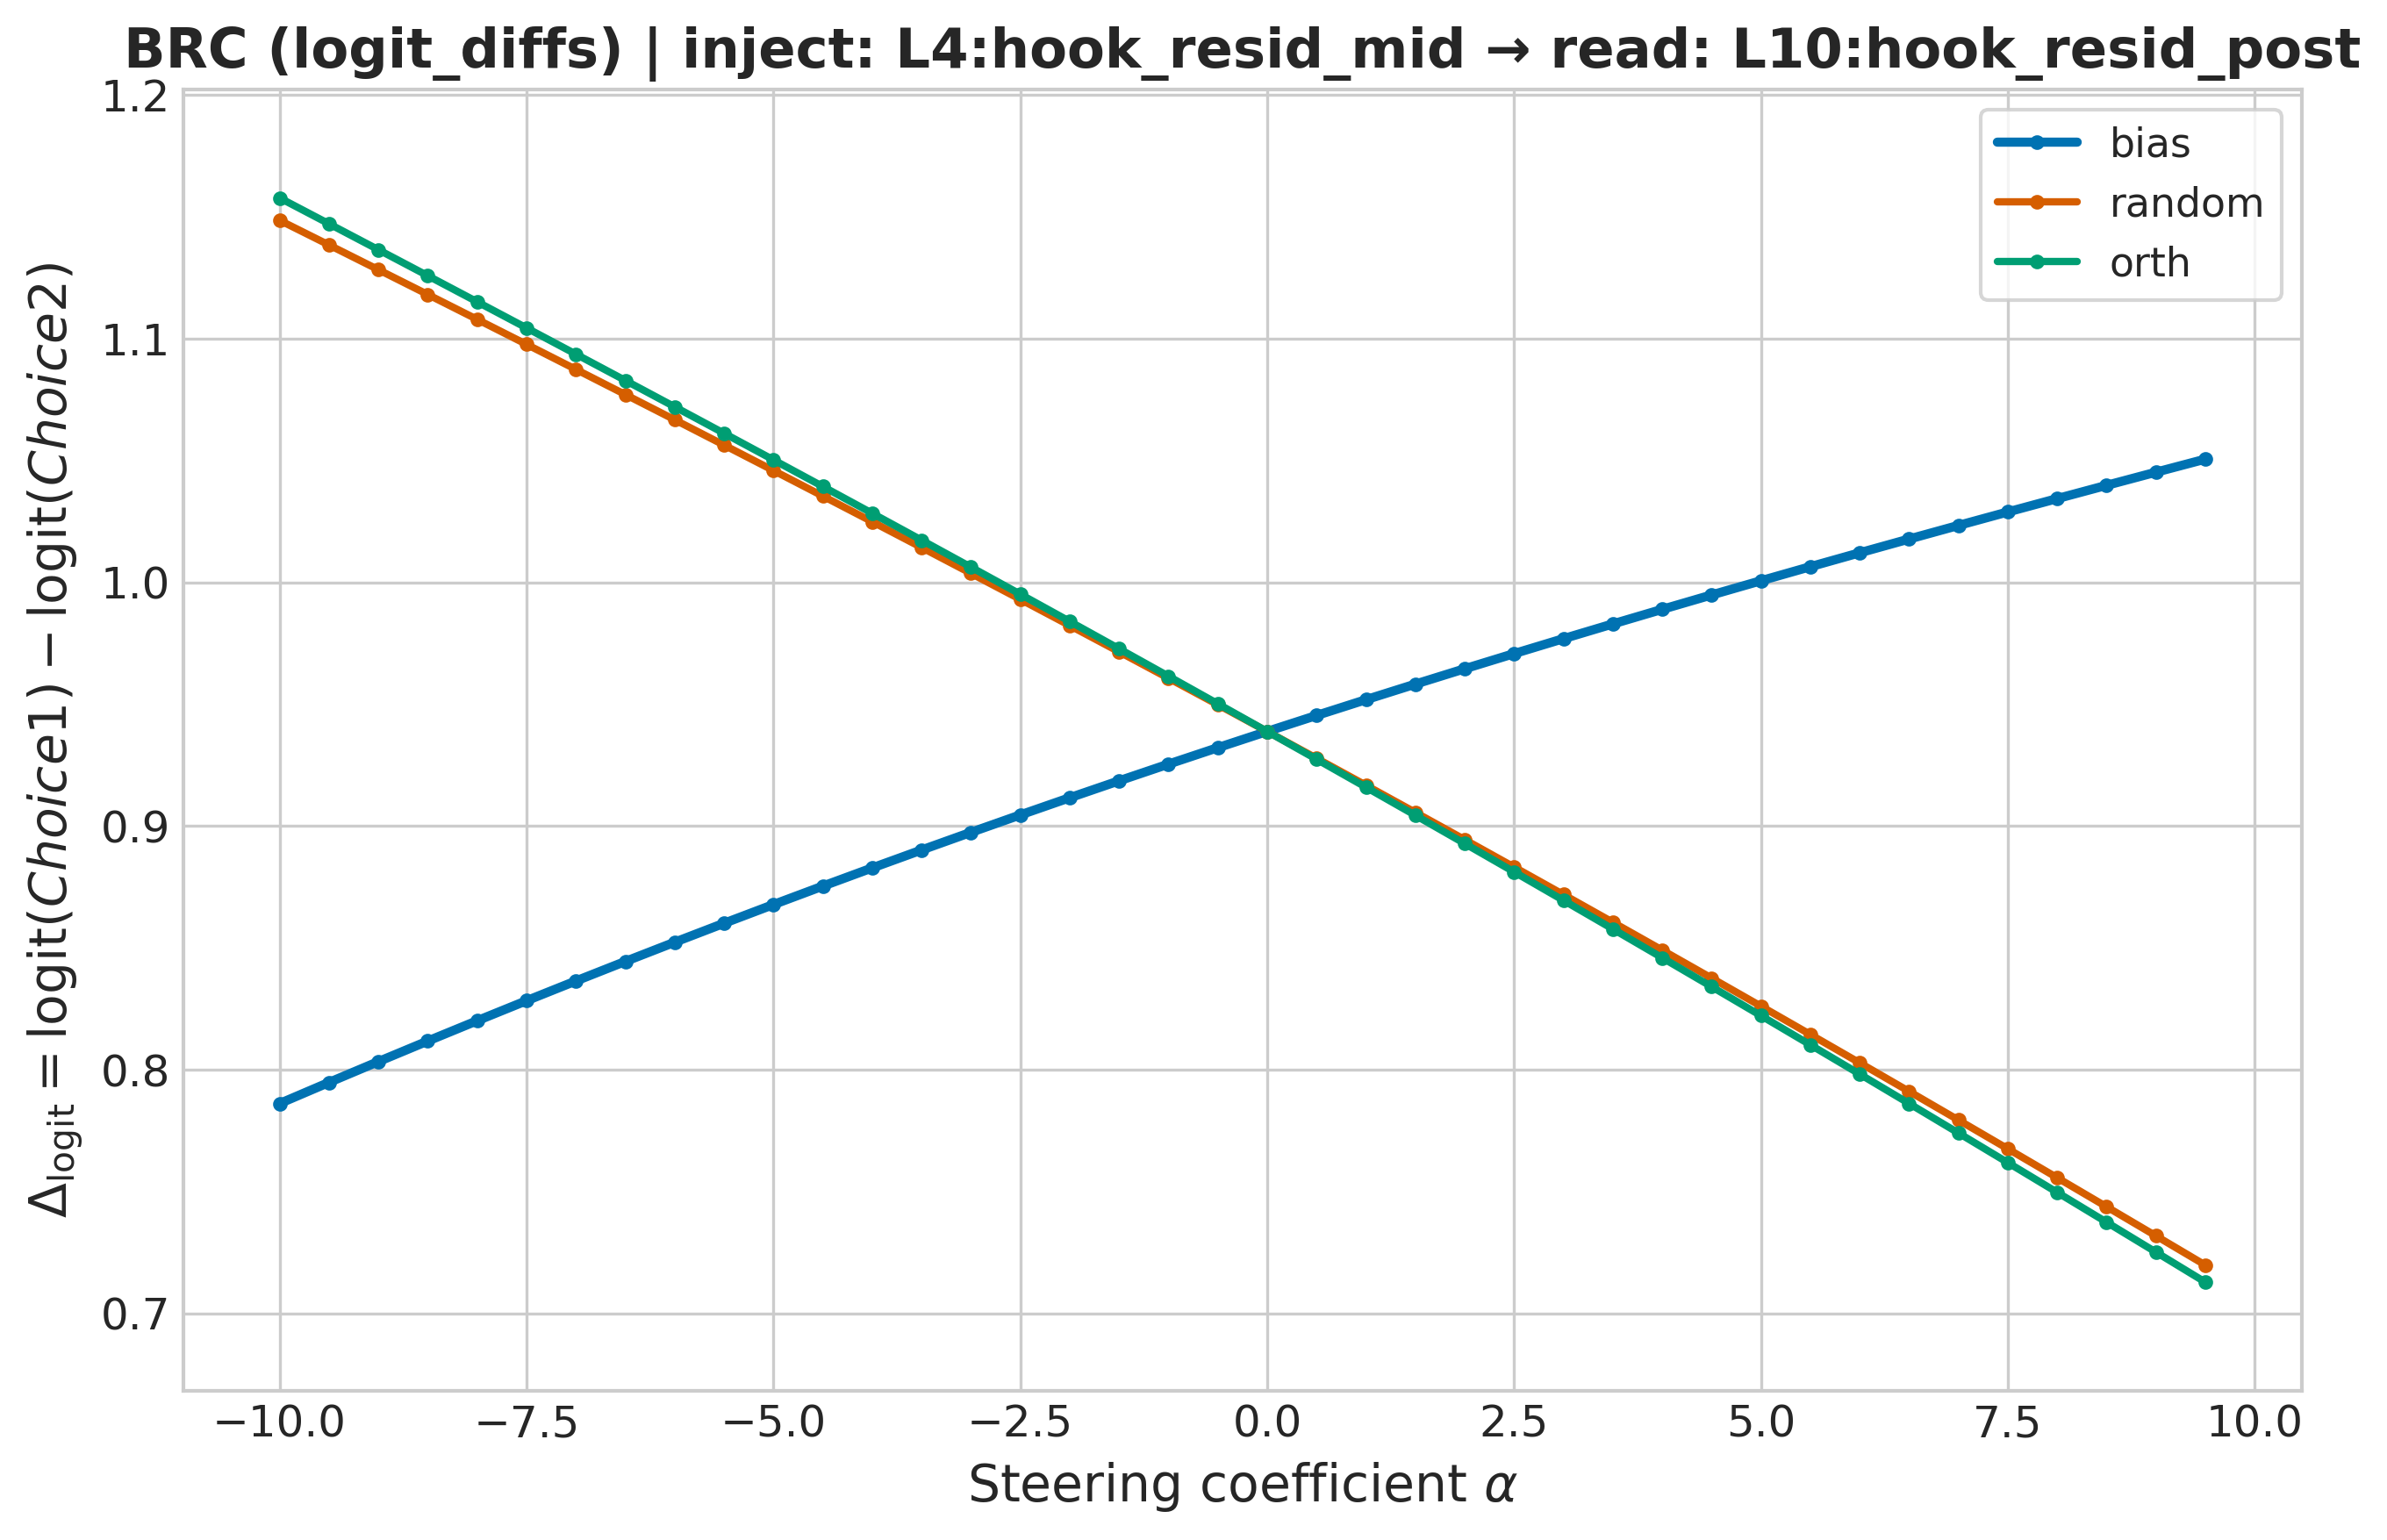 BRC (logit_diffs) | inject: L4:hook_resid_mid → read: L10:hook_resid_post
Δlogit = logit(Choice1) − logit(Choice2)
1.2
1.1
1.0
0.9
0.8
0.7
bias
random
orth
−10.0 −7.5 −5.0 −2.5 0.0 2.5 5.0 7.5 10.0
Steering coefficient α